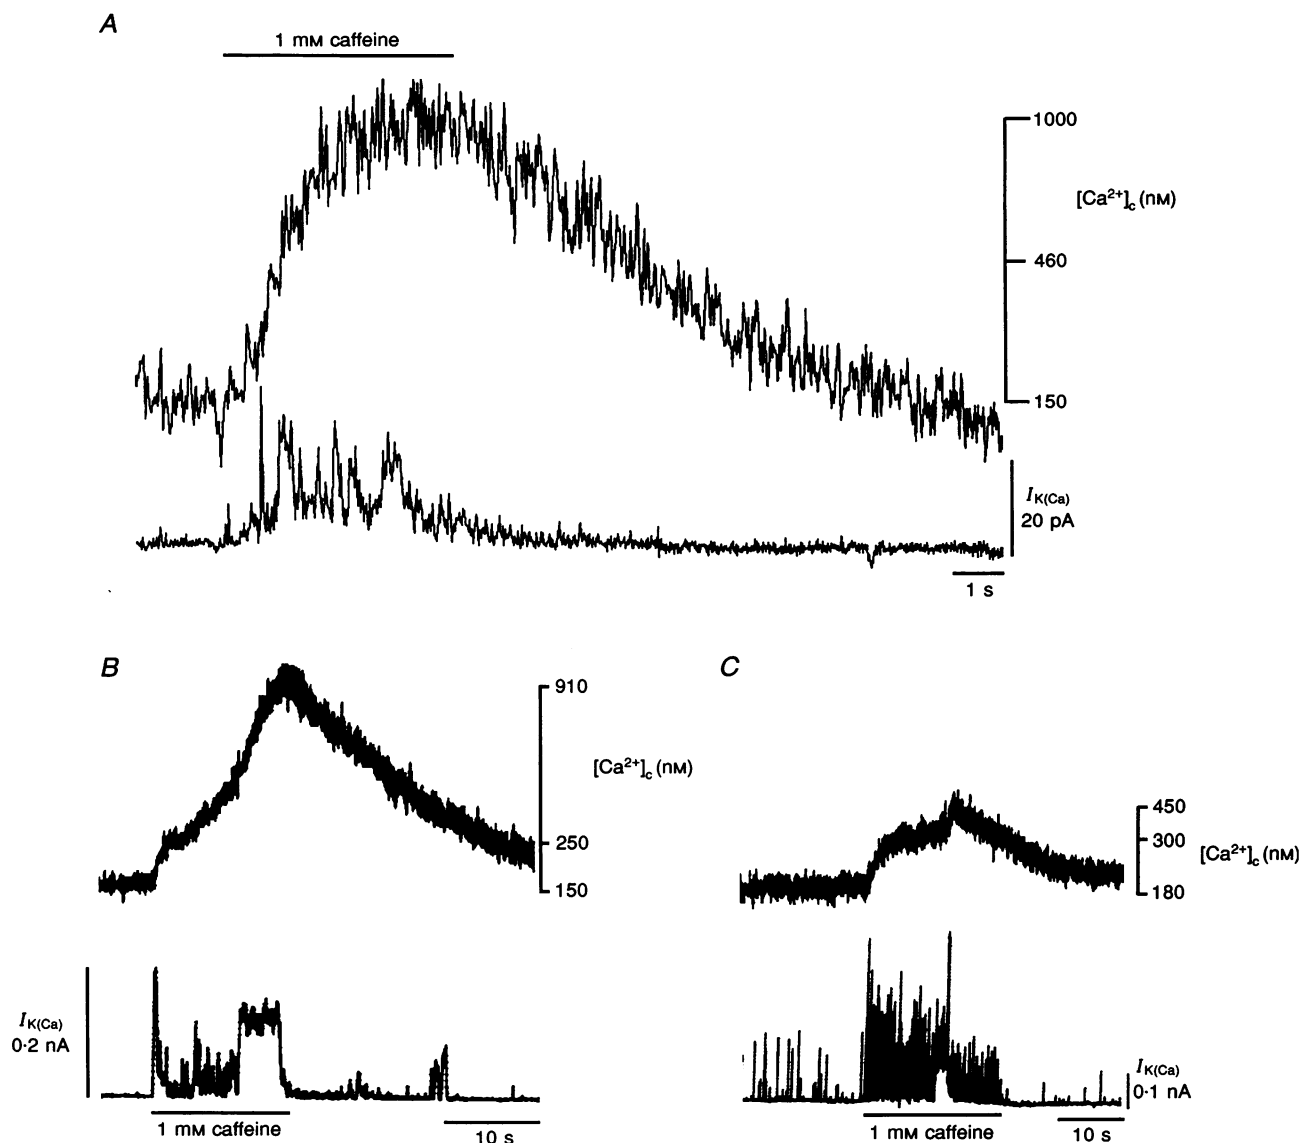 A
1 mM caffeine
1000
[Ca²⁺]c (nM)
460
150
IK(Ca)
20 pA
1 s
B
910
[Ca²⁺]c (nM)
250
150
IK(Ca)
0·2 nA
1 mM caffeine
10 s
C
450
300
[Ca²⁺]c (nM)
180
IK(Ca)
0·1 nA
1 mM caffeine
10 s